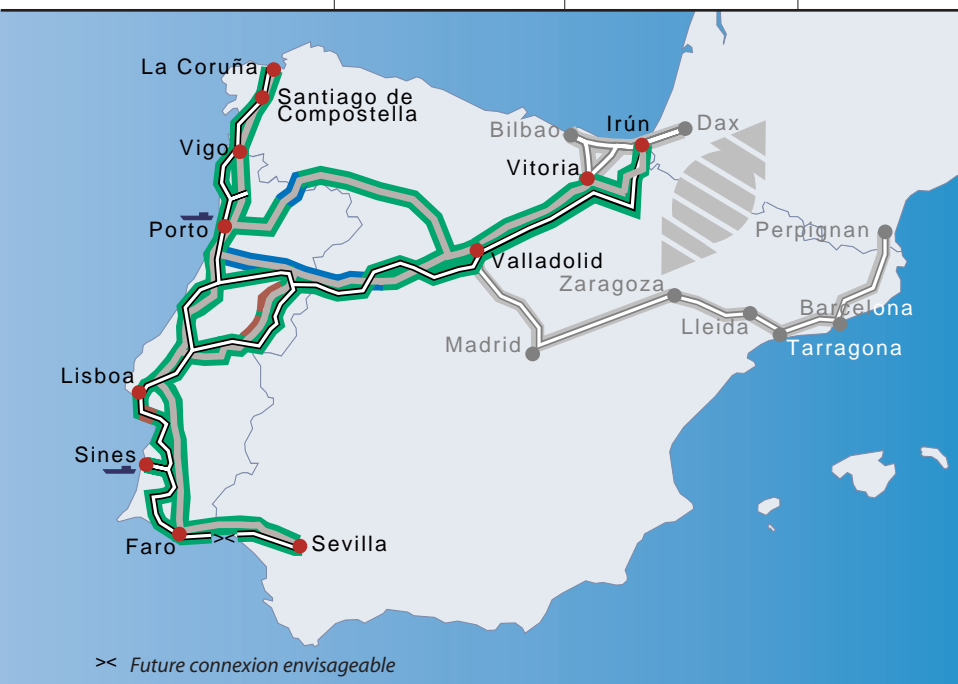 La Coruña
Santiago de
Compostella
Bilbao
Irún
Dax
Vigo
Vitoria
Porto
Perpignan
Valladolid
Zaragoza
Barcelona
Lleida
Madrid
Tarragona
Lisboa
Sines
Faro
><
Sevilla
>< Future connexion envisageable